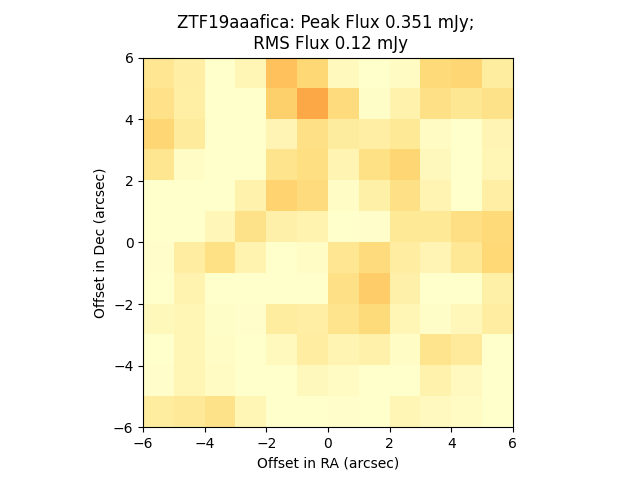 ZTF19aaafica: Peak Flux 0.351 mJy;
RMS Flux 0.12 mJy
6
4
2
0
−2
−4
−6
Offset in Dec (arcsec)
−6 −4 −2 0 2 4 6
Offset in RA (arcsec)